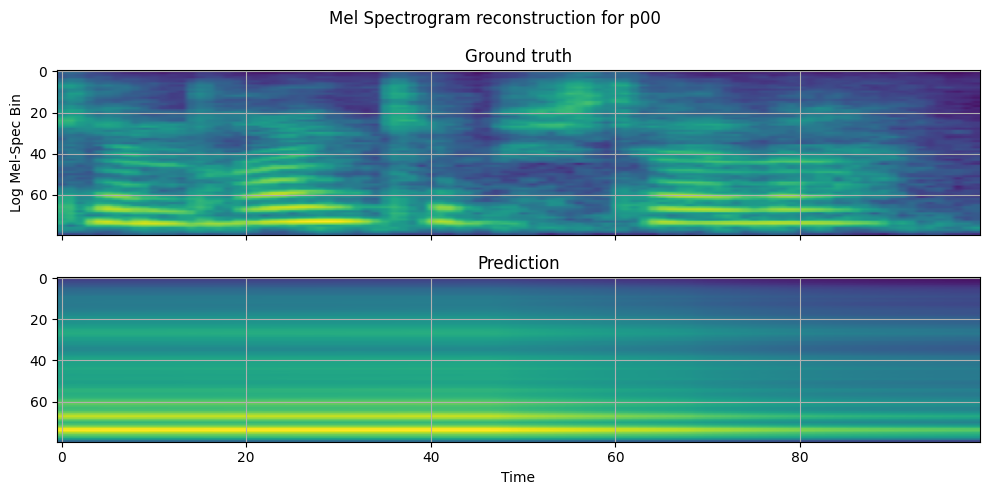 Mel Spectrogram reconstruction for p00
Ground truth
Log Mel-Spec Bin
0
20
40
60
Prediction
0
20
40
60
0 20 40 60 80
Time